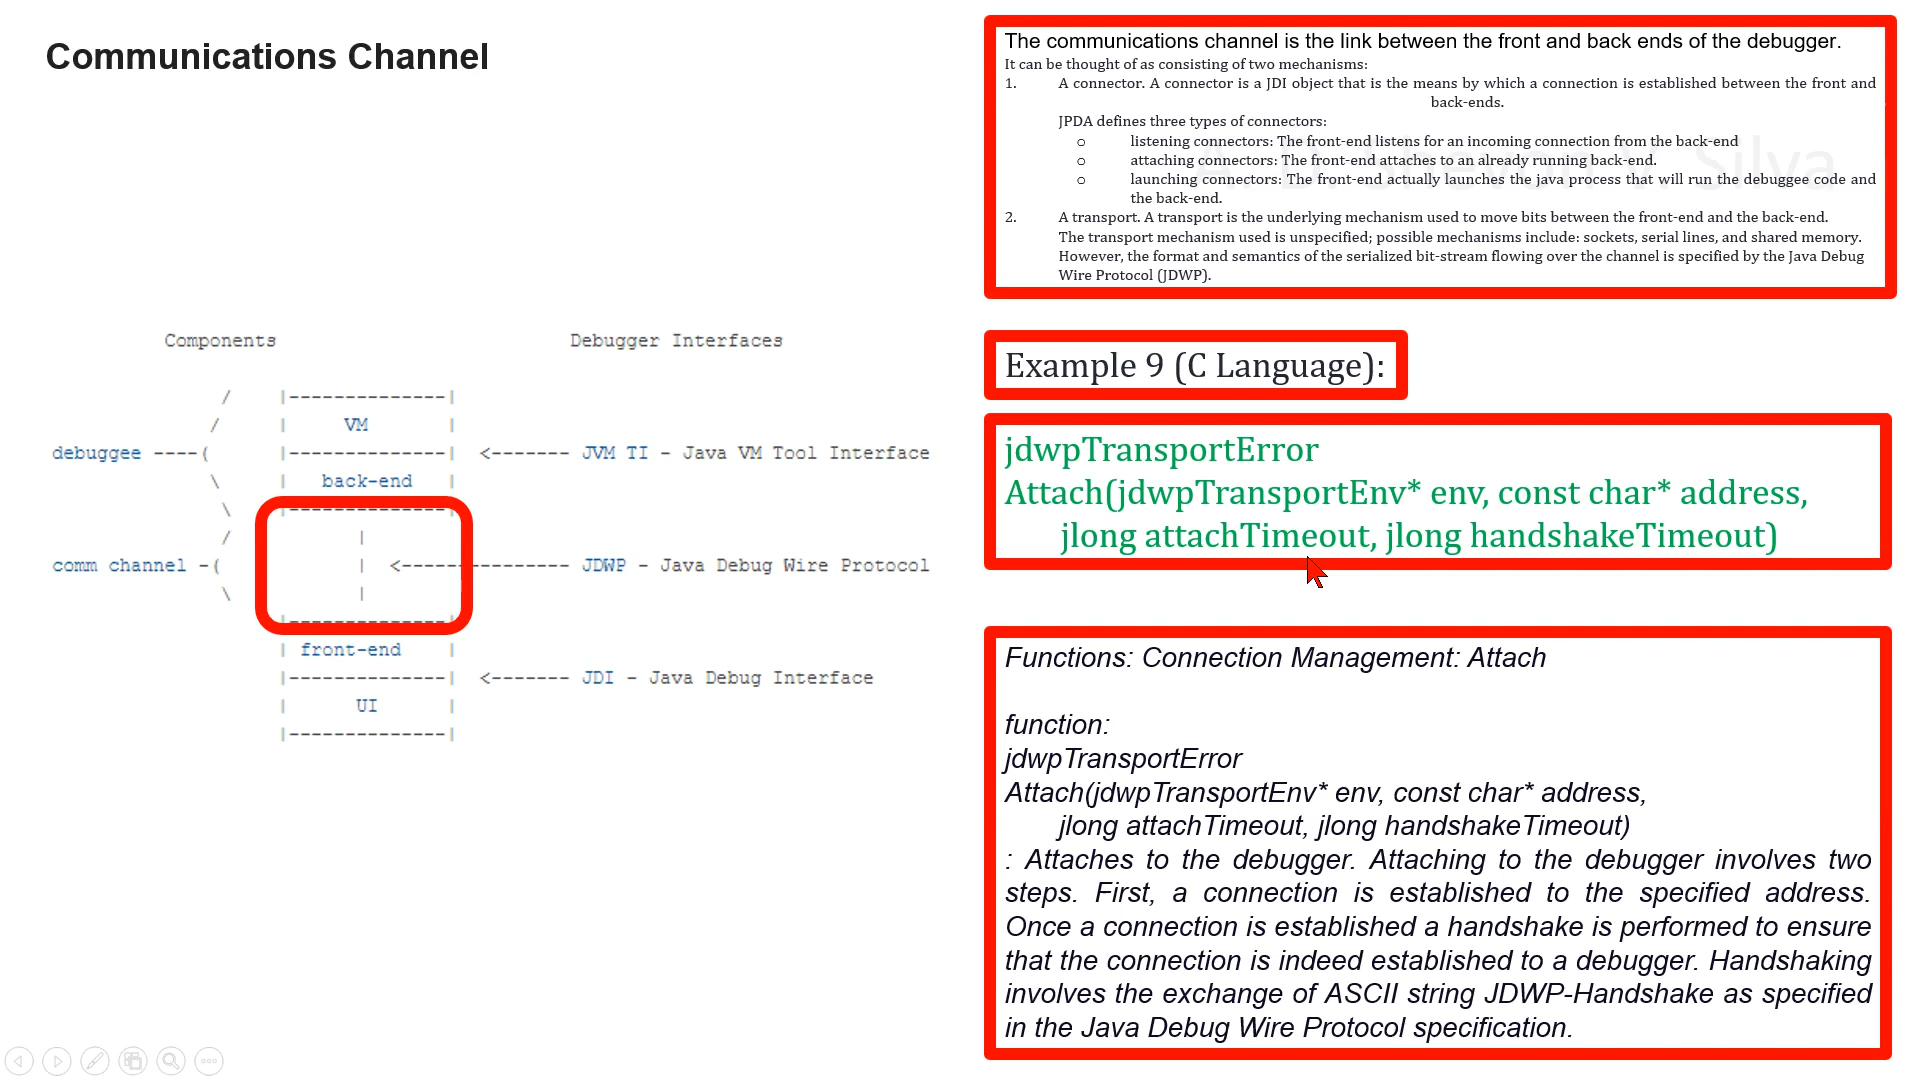 Communications Channel
The communications channel is the link between the front and back ends of the debugger.
It can be thought of as consisting of two mechanisms:
1. A connector. A connector is a JDI object that is the means by which a connection is established between the front and
back-ends.
JPDA defines three types of connectors:
o listening connectors: The front-end listens for an incoming connection from the back-end
o attaching connectors: The front-end attaches to an already running back-end.
o launching connectors: The front-end actually launches the java process that will run the debuggee code and
the back-end.
2. A transport. A transport is the underlying mechanism used to move bits between the front-end and the back-end.
The transport mechanism used is unspecified; possible mechanisms include: sockets, serial lines, and shared memory.
However, the format and semantics of the serialized bit-stream flowing over the channel is specified by the Java Debug
Wire Protocol (JDWP).
Silva
Components Debugger Interfaces
/ |--------------|
/ | VM |
debuggee ----( |--------------| <------- JVM TI - Java VM Tool Interface
\ | back-end |
\ |--------------|
/ |
comm channel -( | <--------------- JDWP - Java Debug Wire Protocol
\ |
|--------------|
| front-end |
|--------------| <------- JDI - Java Debug Interface
| UI |
|--------------|
Example 9 (C Language):
jdwpTransportError
Attach(jdwpTransportEnv* env, const char* address,
jlong attachTimeout, jlong handshakeTimeout)
Functions: Connection Management: Attach
function:
jdwpTransportError
Attach(jdwpTransportEnv* env, const char* address,
jlong attachTimeout, jlong handshakeTimeout)
: Attaches to the debugger. Attaching to the debugger involves two
steps. First, a connection is established to the specified address.
Once a connection is established a handshake is performed to ensure
that the connection is indeed established to a debugger. Handshaking
involves the exchange of ASCII string JDWP-Handshake as specified
in the Java Debug Wire Protocol specification.